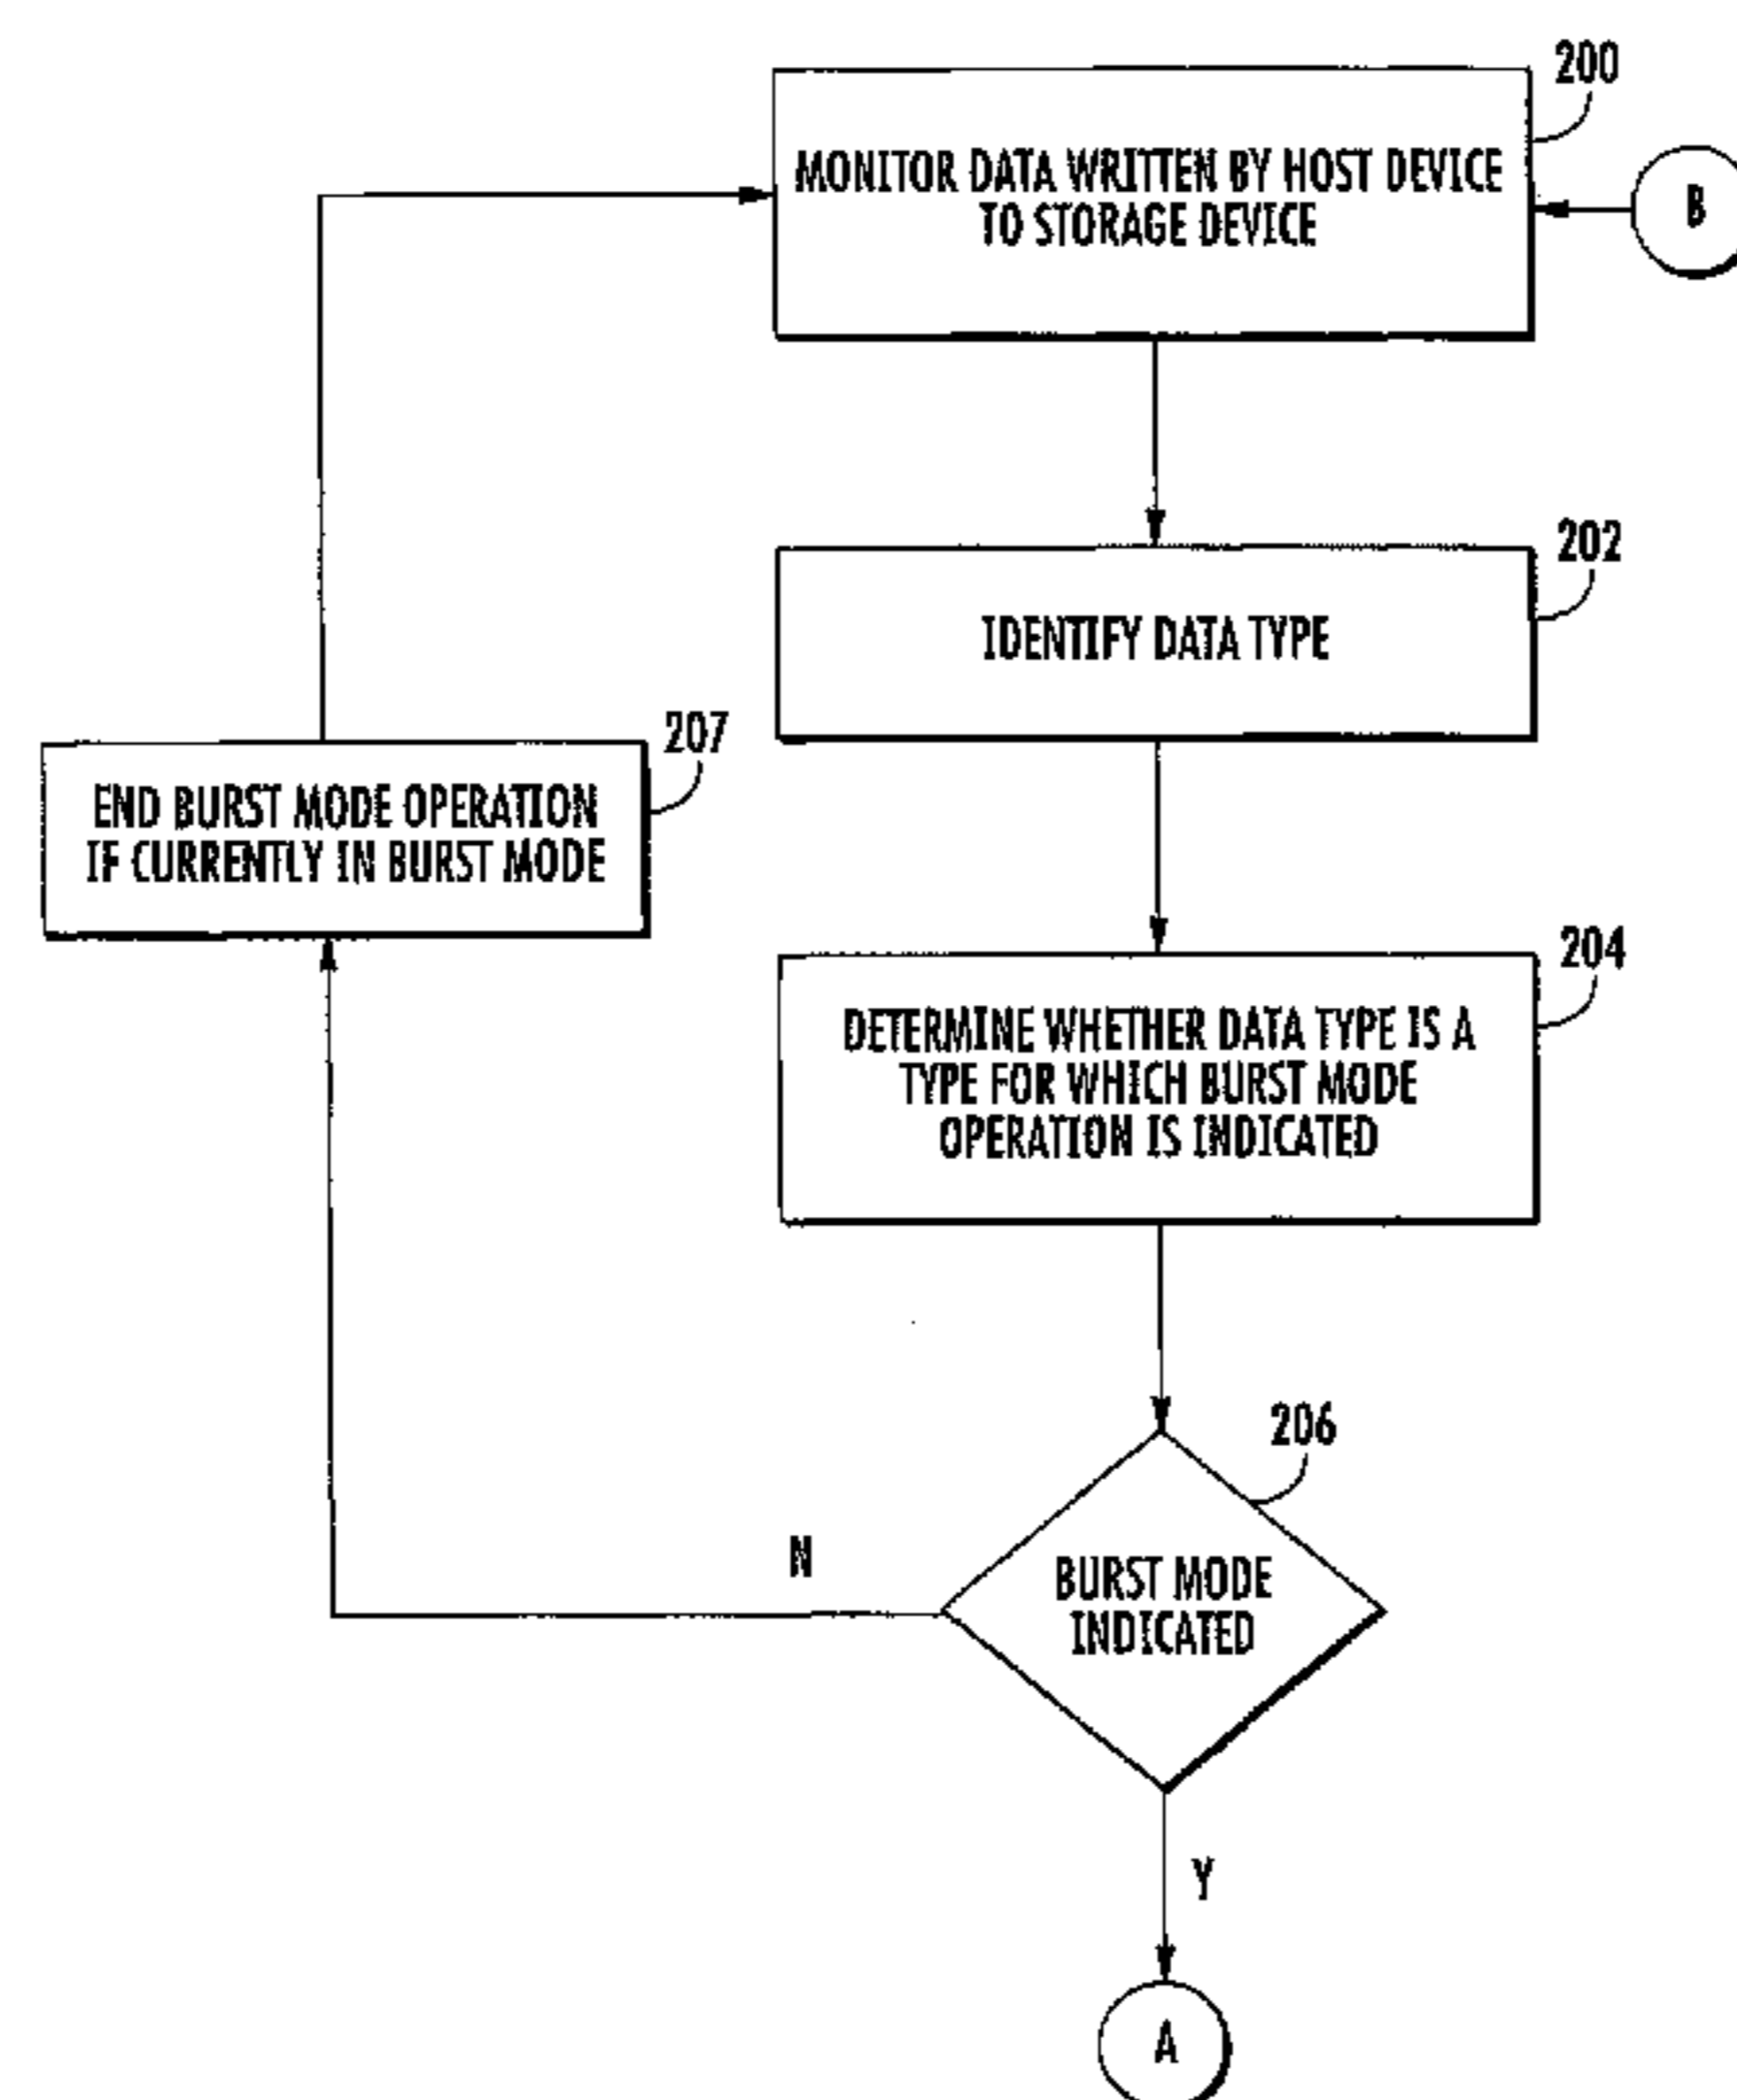 200
MONITOR DATA WRITTEN BY HOST DEVICE
TO STORAGE DEVICE
B
202
IDENTIFY DATA TYPE
207
END BURST MODE OPERATION
IF CURRENTLY IN BURST MODE
204
DETERMINE WHETHER DATA TYPE IS A
TYPE FOR WHICH BURST MODE
OPERATION IS INDICATED
206
N
BURST MODE
INDICATED
Y
A